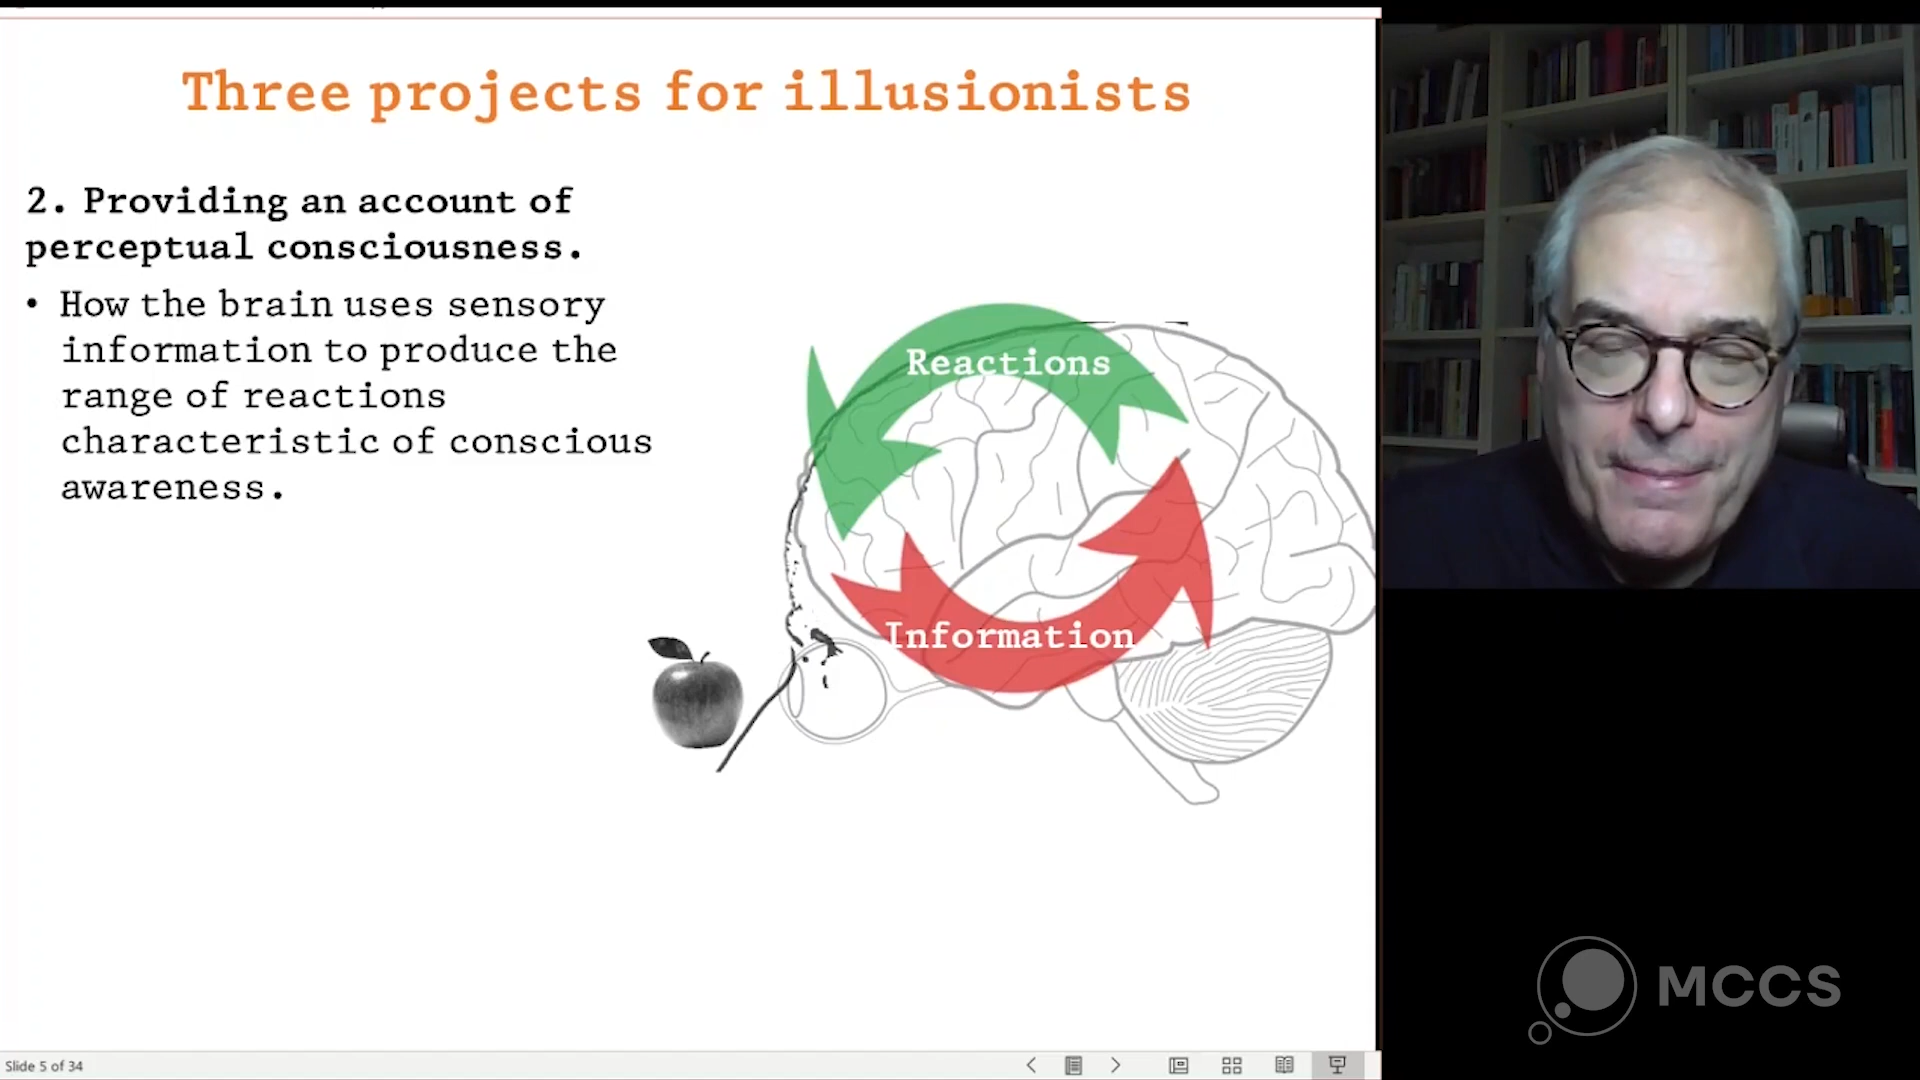 Three projects for illusionists
2. Providing an account of
perceptual consciousness.
• How the brain uses sensory
information to produce the
range of reactions
characteristic of conscious
awareness.
Reactions
Information
MCCS
Slide 5 of 34